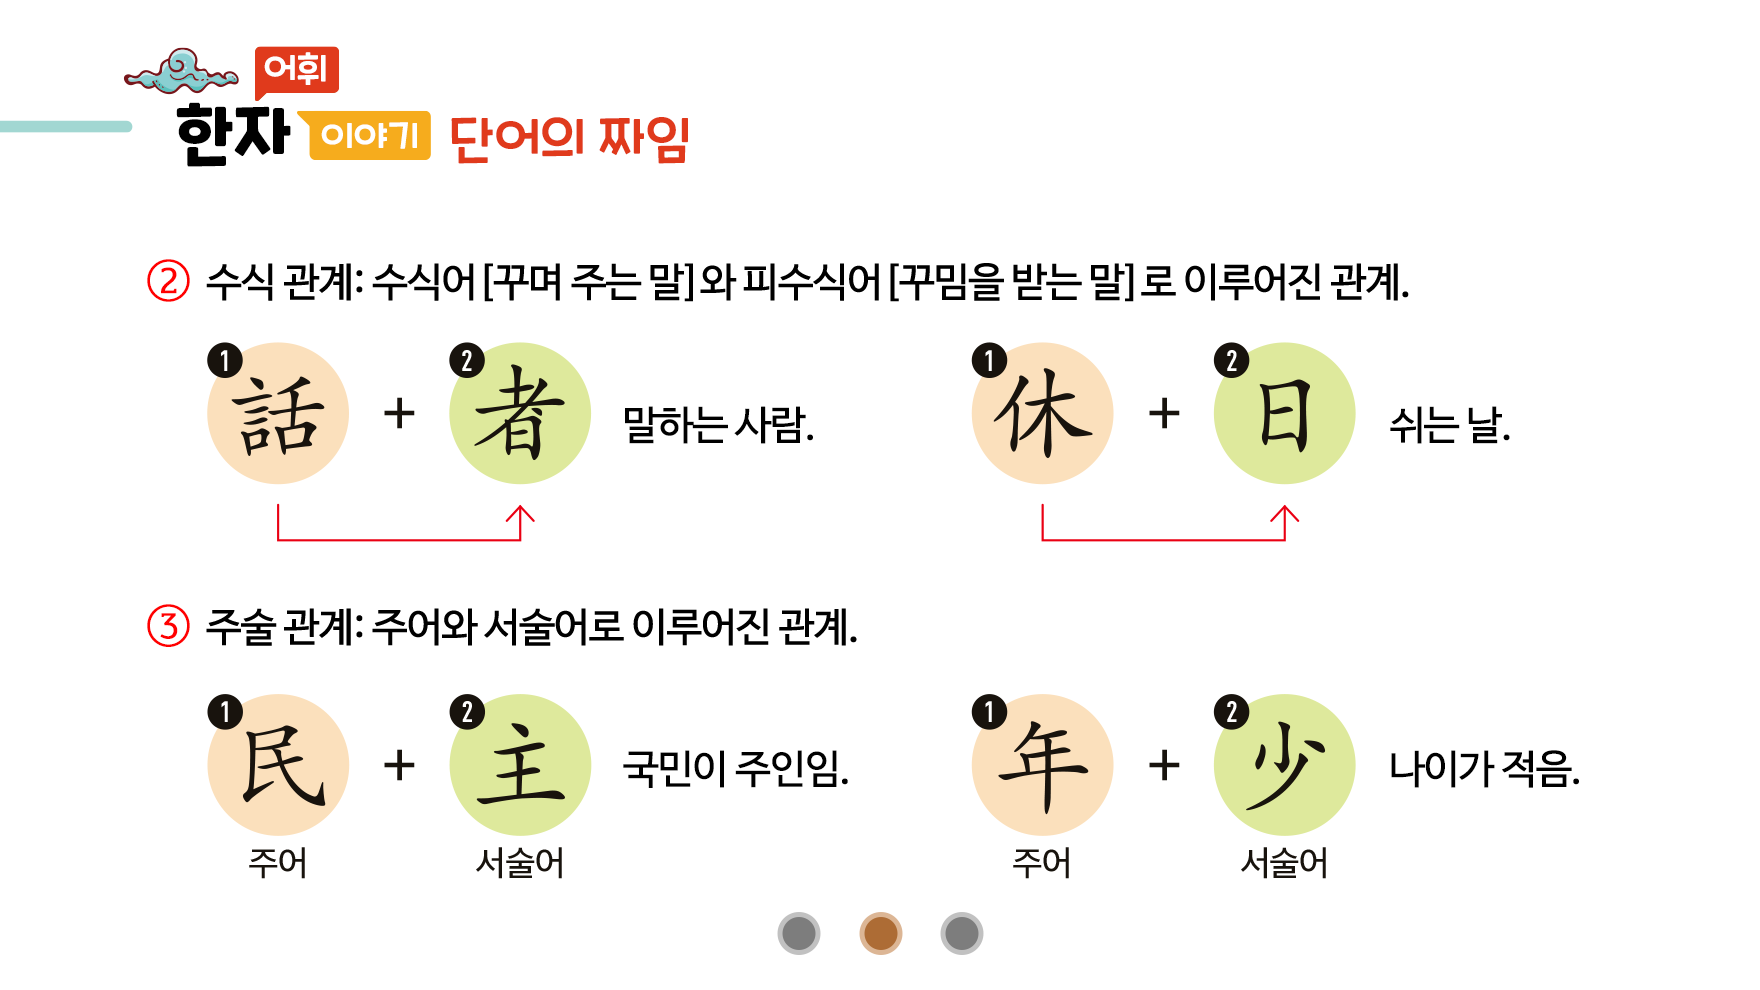 어휘
한자 이야기 단어의 짜임
② 수식 관계: 수식어[꾸며 주는 말]와 피수식어[꾸밈을 받는 말]로 이루어진 관계.
1 話 + 2 者 말하는 사람.
1 休 + 2 日 쉬는 날.
③ 주술 관계: 주어와 서술어로 이루어진 관계.
1 民 + 2 主 국민이 주인임.
주어 서술어
1 年 + 2 少 나이가 적음.
주어 서술어